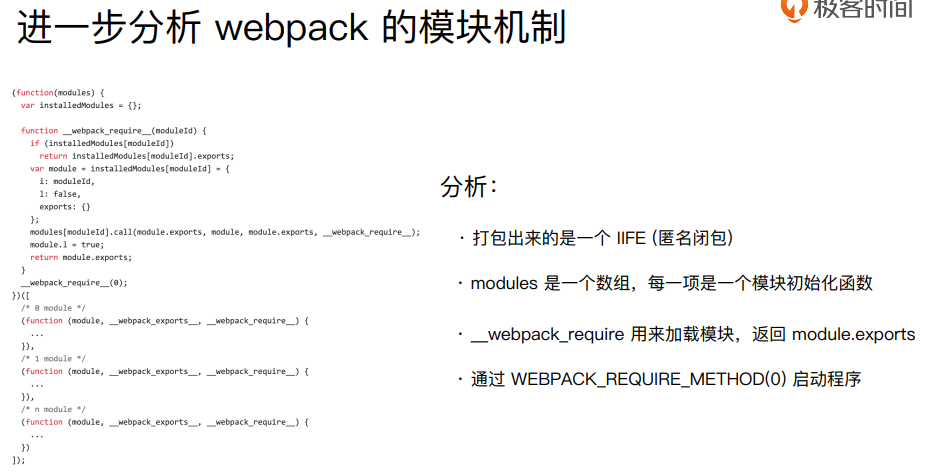 进一步分析 webpack 的模块机制
极客时间
(function(modules) {
  var installedModules = {};
  function __webpack_require__(moduleId) {
    if (installedModules[moduleId])
      return installedModules[moduleId].exports;
    var module = installedModules[moduleId] = {
      i: moduleId,
      l: false,
      exports: {}
    };
    modules[moduleId].call(module.exports, module, module.exports, __webpack_require__);
    module.l = true;
    return module.exports;
  }
  __webpack_require__(0);
})([
  /* 0 module */
  (function (module, __webpack_exports__, __webpack_require__) {
    ...
  }),
  /* 1 module */
  (function (module, __webpack_exports__, __webpack_require__) {
    ...
  }),
  /* n module */
  (function (module, __webpack_exports__, __webpack_require__) {
    ...
  })
]);
分析：
· 打包出来的是一个 IIFE (匿名闭包)
· modules 是一个数组，每一项是一个模块初始化函数
· __webpack_require 用来加载模块，返回 module.exports
· 通过 WEBPACK_REQUIRE_METHOD(0) 启动程序